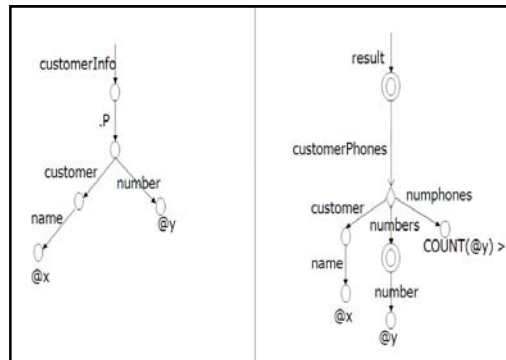 customerInfo
.P
customer
number
name
@y
@x
result
customerPhones
customer
numphones
numbers
COUNT(@y) >
name
number
@x
@y